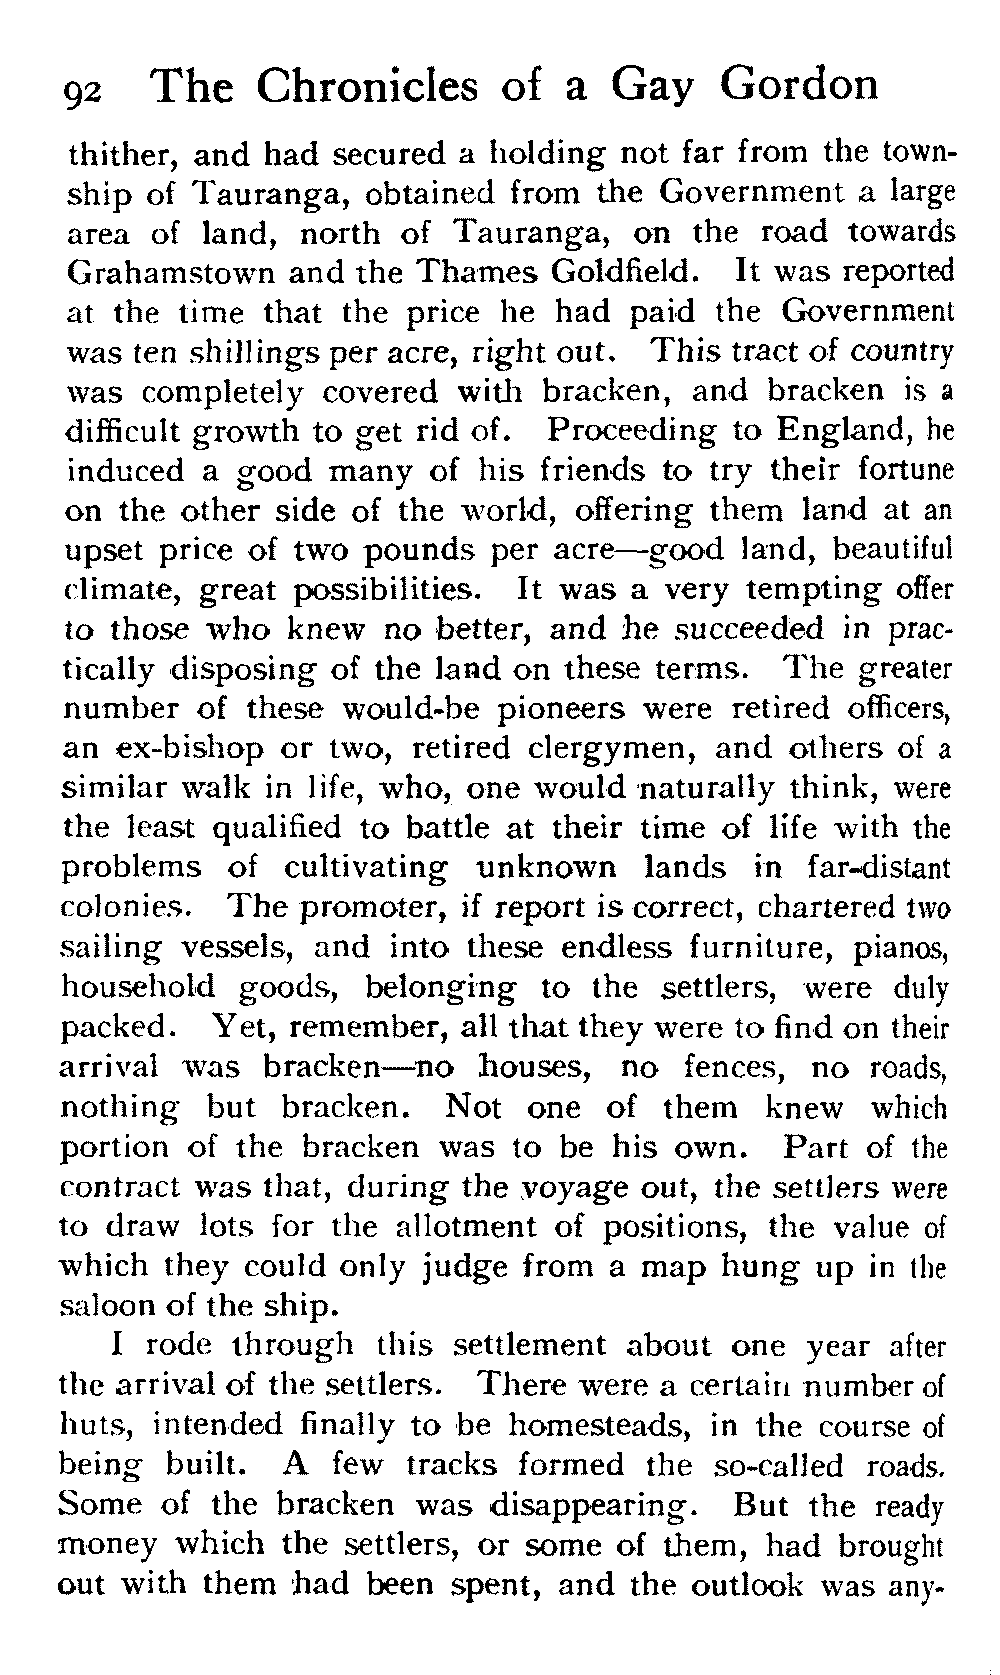 92 The Chronicles of a Gay Gordon
thither, and had secured a holding not far from the town-
ship of Tauranga, obtained from the Government a large
area of land, north of Tauranga, on the road towards
Grahamstown and the Thames Goldfield. It was reported
at the time that the price he had paid the Government
was ten shillings per acre, right out. This tract of country
was completely covered with bracken, and bracken is a
difficult growth to get rid of. Proceeding to England, he
induced a good many of his friends to try their fortune
on the other side of the world, offering them land at an
upset price of two pounds per acre—good land, beautiful
climate, great possibilities. It was a very tempting offer
to those who knew no better, and he succeeded in prac-
tically disposing of the land on these terms. The greater
number of these would-be pioneers were retired officers,
an ex-bishop or two, retired clergymen, and others of a
similar walk in life, who, one would naturally think, were
the least qualified to battle at their time of life with the
problems of cultivating unknown lands in far-distant
colonies. The promoter, if report is correct, chartered two
sailing vessels, and into these endless furniture, pianos,
household goods, belonging to the settlers, were duly
packed. Yet, remember, all that they were to find on their
arrival was bracken—no houses, no fences, no roads,
nothing but bracken. Not one of them knew which
portion of the bracken was to be his own. Part of the
contract was that, during the voyage out, the settlers were
to draw lots for the allotment of positions, the value of
which they could only judge from a map hung up in the
saloon of the ship.
I rode through this settlement about one year after
the arrival of the settlers. There were a certain number of
huts, intended finally to be homesteads, in the course of
being built. A few tracks formed the so-called roads.
Some of the bracken was disappearing. But the ready
money which the settlers, or some of them, had brought
out with them had been spent, and the outlook was any-